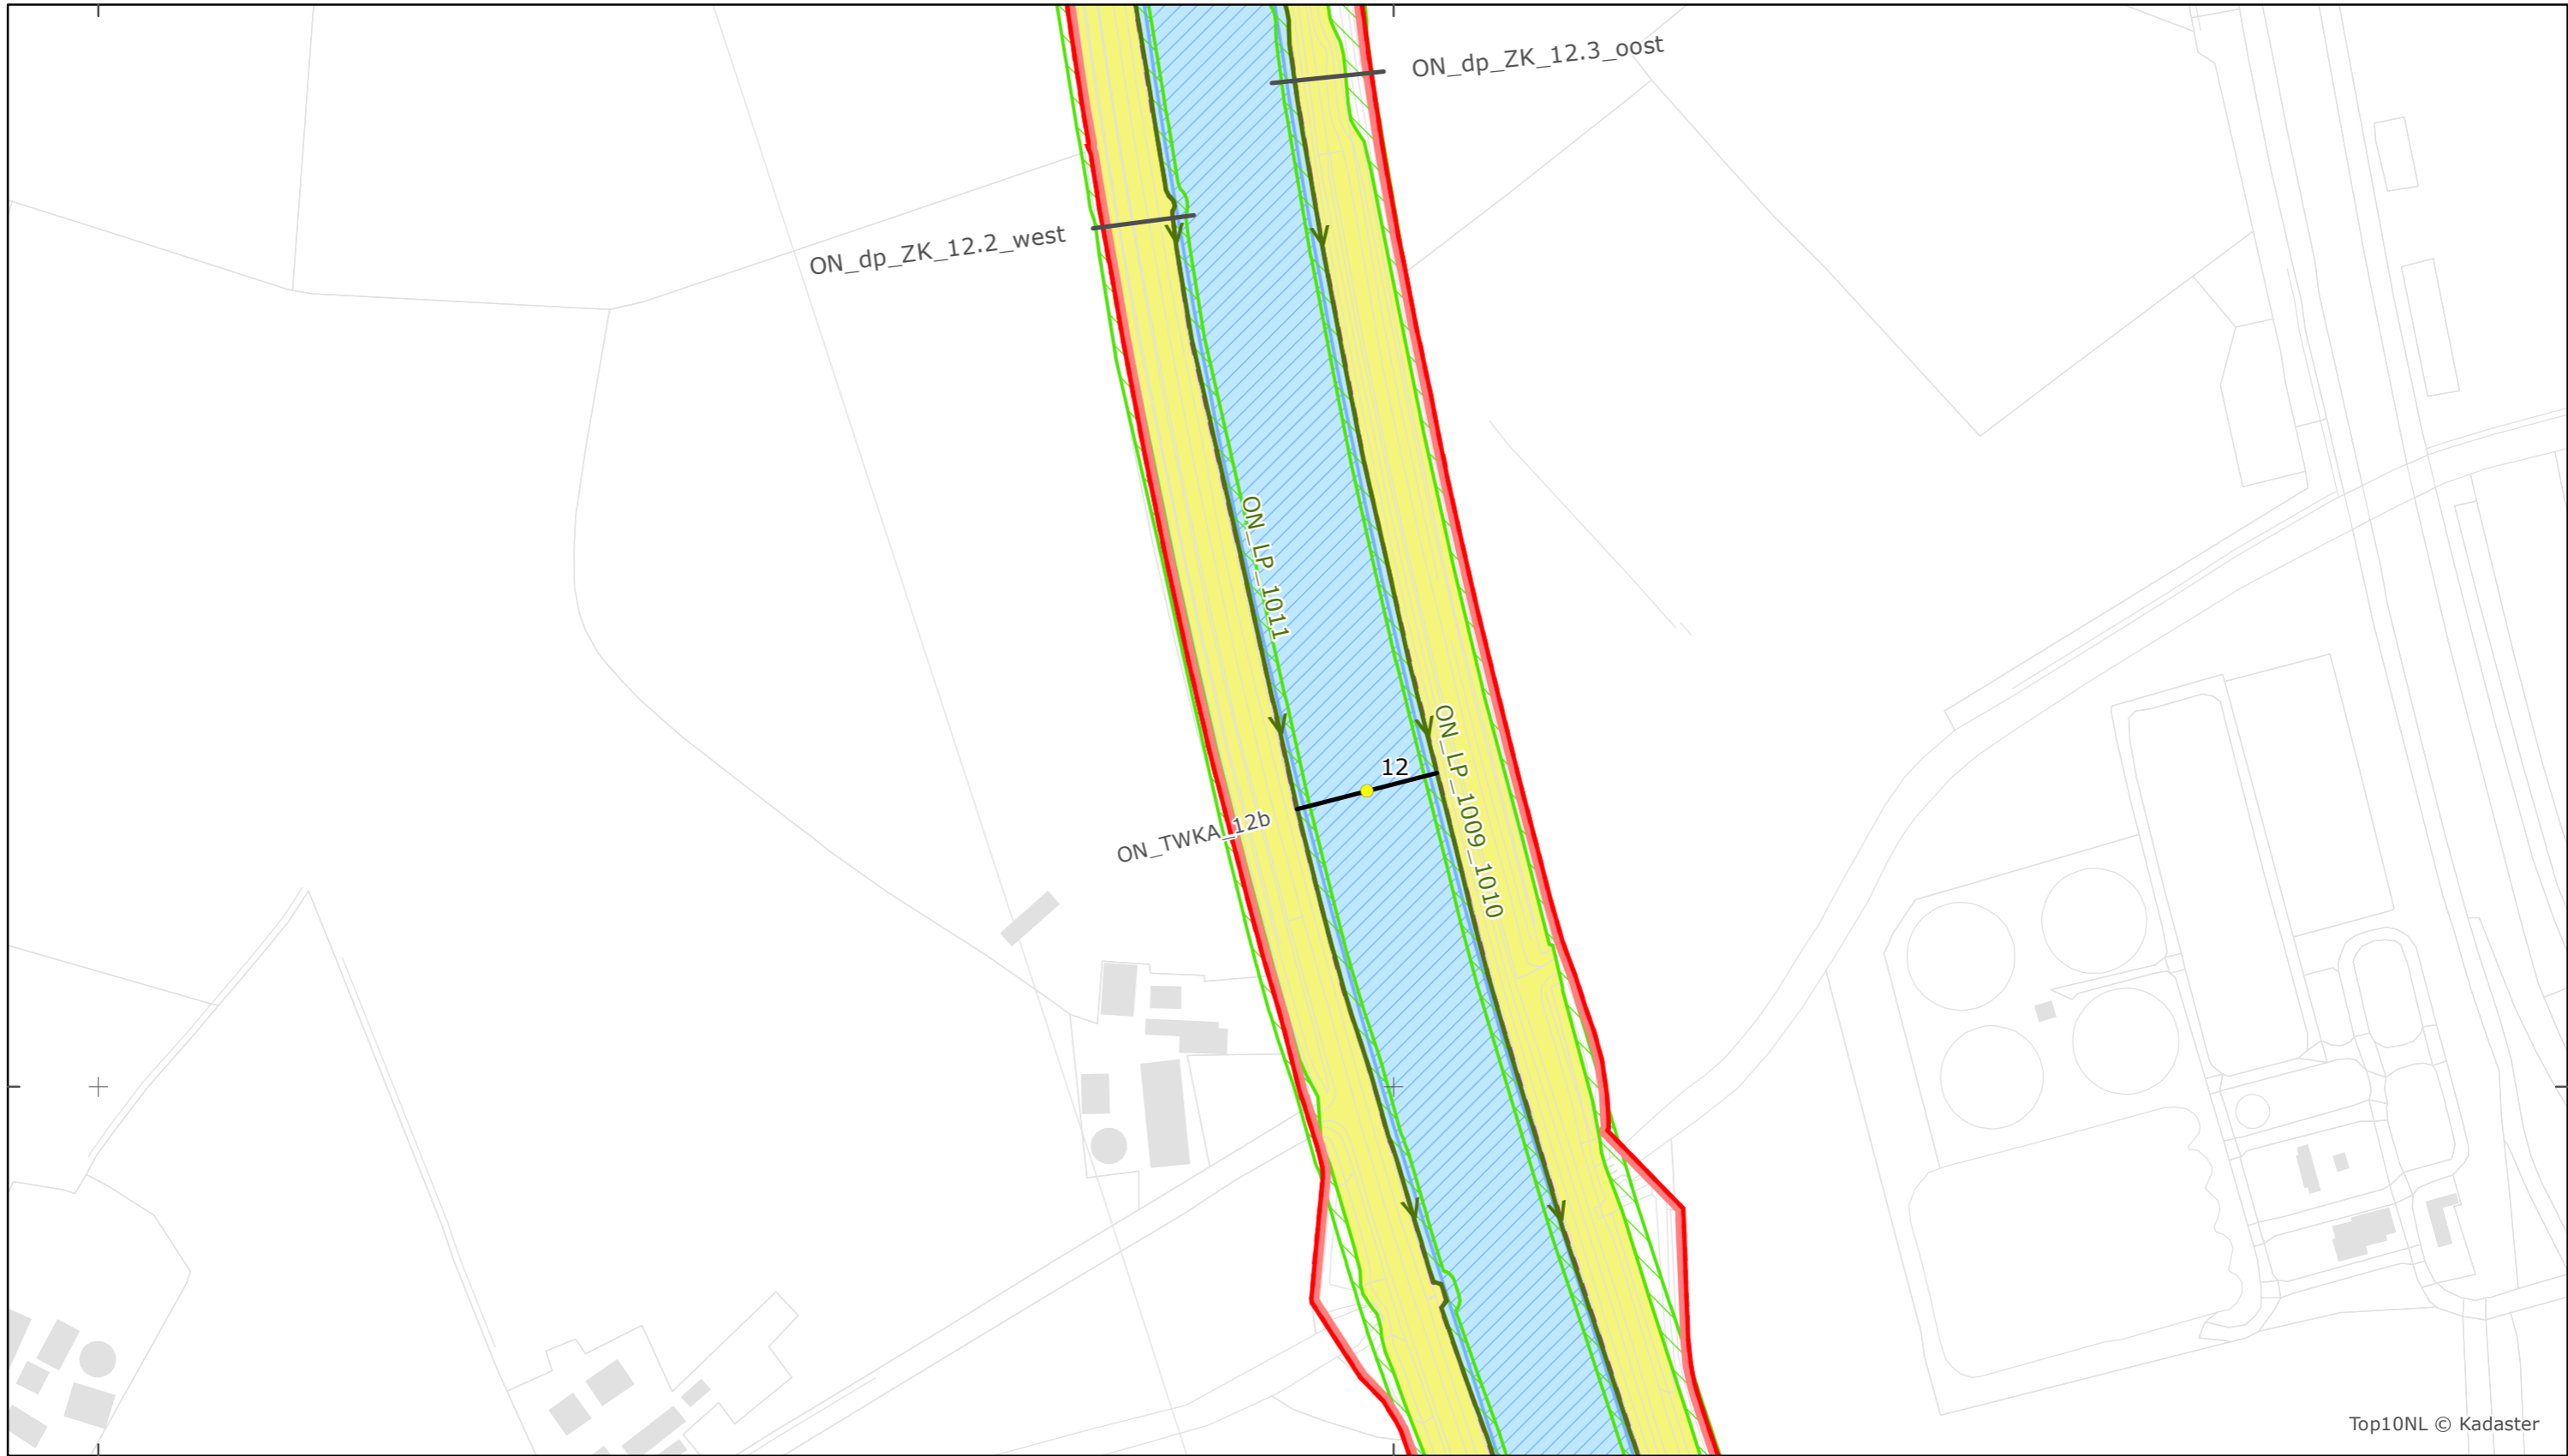 ON_dp_ZK_12.3_oost
ON_dp_ZK_12.2_west
ON_LP_1011
ON_LP_1009_1010
12
ON_TWKA_12b
Top10NL © Kadaster